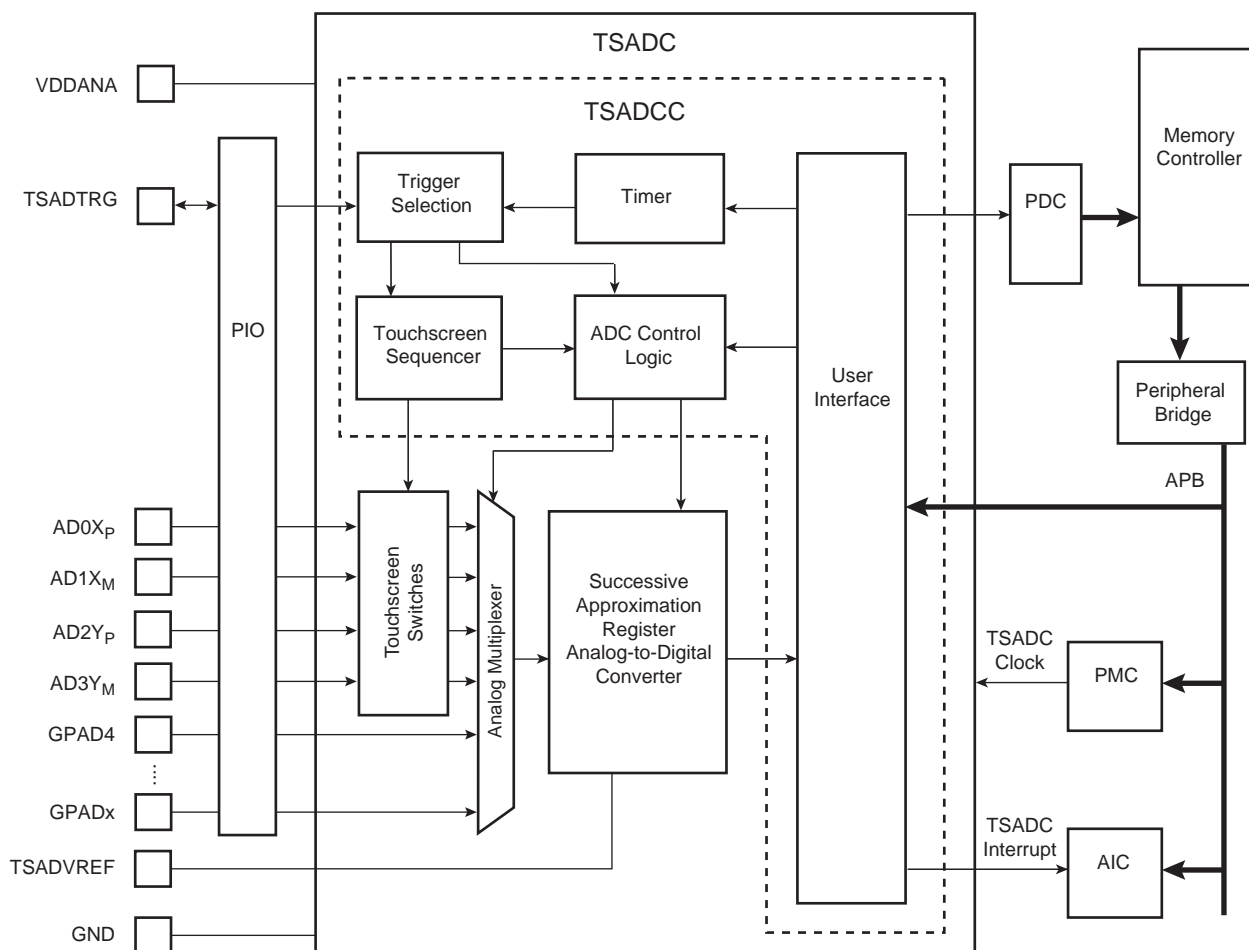 TSADC
VDDANA
TSADCC
Memory
Controller
Trigger
Selection
Timer
PDC
TSADTRG
PIO
Touchscreen
Sequencer
ADC Control
Logic
User
Interface
Peripheral
Bridge
APB
AD0XP
AD1XM
AD2YP
AD3YM
GPAD4
GPADx
TSADVREF
GND
Touchscreen
Switches
Analog Multiplexer
Successive
Approximation
Register
Analog-to-Digital
Converter
TSADC
Clock
PMC
TSADC
Interrupt
AIC